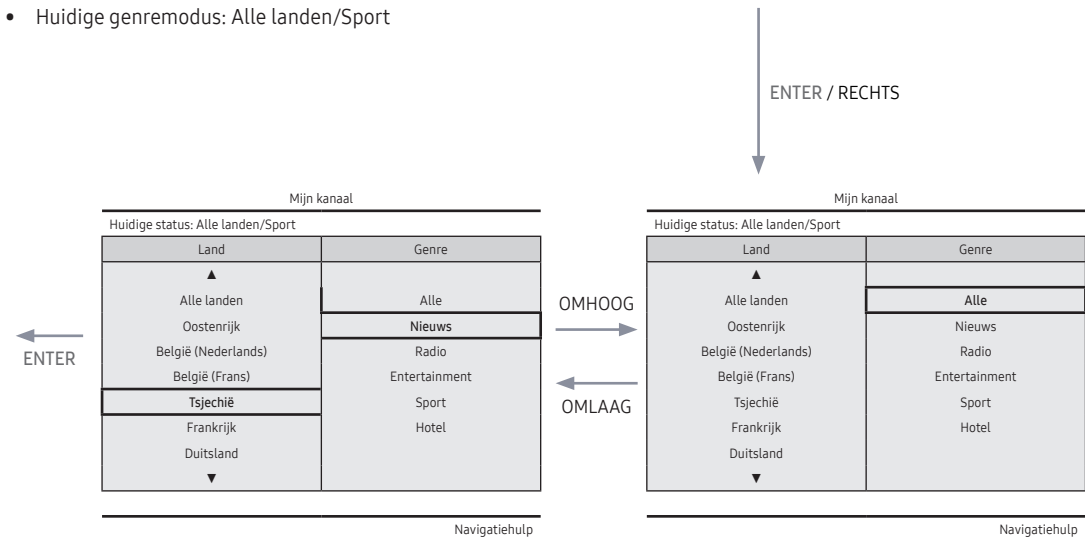 • Huidige genremodus: Alle landen/Sport
ENTER / RECHTS
Mijn kanaal
Huidige status: Alle landen/Sport
Land Genre
▲
Alle landen Alle
Oostenrijk Nieuws
België (Nederlands) Radio
België (Frans) Entertainment
Tsjechië Sport
Frankrijk Hotel
Duitsland
▼
Navigatiehulp
ENTER
OMHOOG
OMLAAG
Mijn kanaal
Huidige status: Alle landen/Sport
Land Genre
▲
Alle landen Alle
Oostenrijk Nieuws
België (Nederlands) Radio
België (Frans) Entertainment
Tsjechië Sport
Frankrijk Hotel
Duitsland
▼
Navigatiehulp